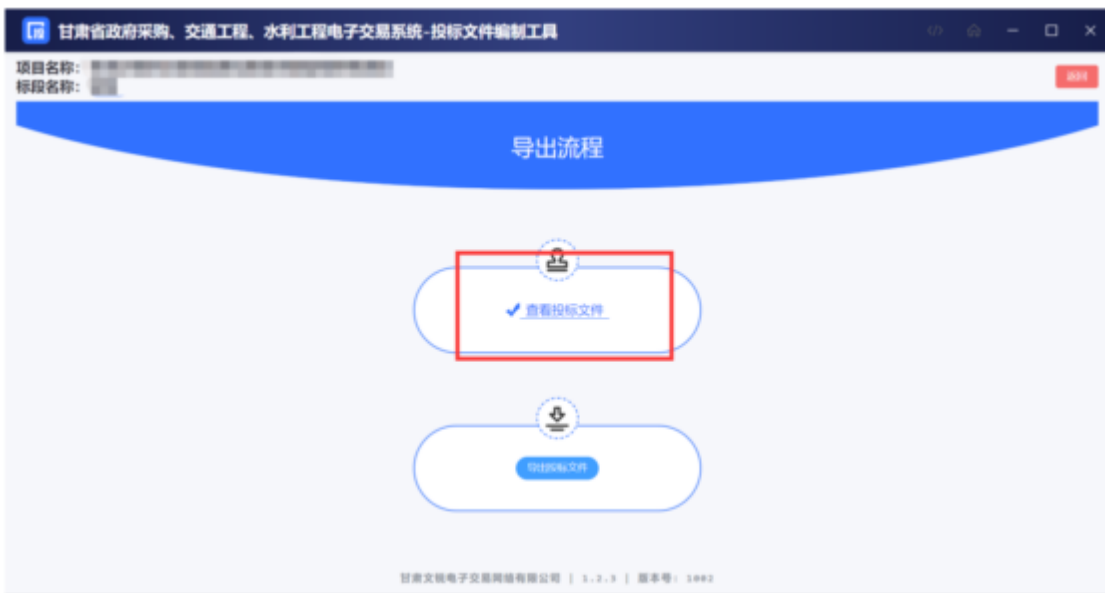 甘肃省政府采购、交通工程、水利工程电子交易系统-投标文件编制工具
项目名称：
标段名称：
返回
导出流程
查看投标文件
导出投标文件
甘肃文锐电子交易网络有限公司 | 1.2.3 | 版本号: 1002